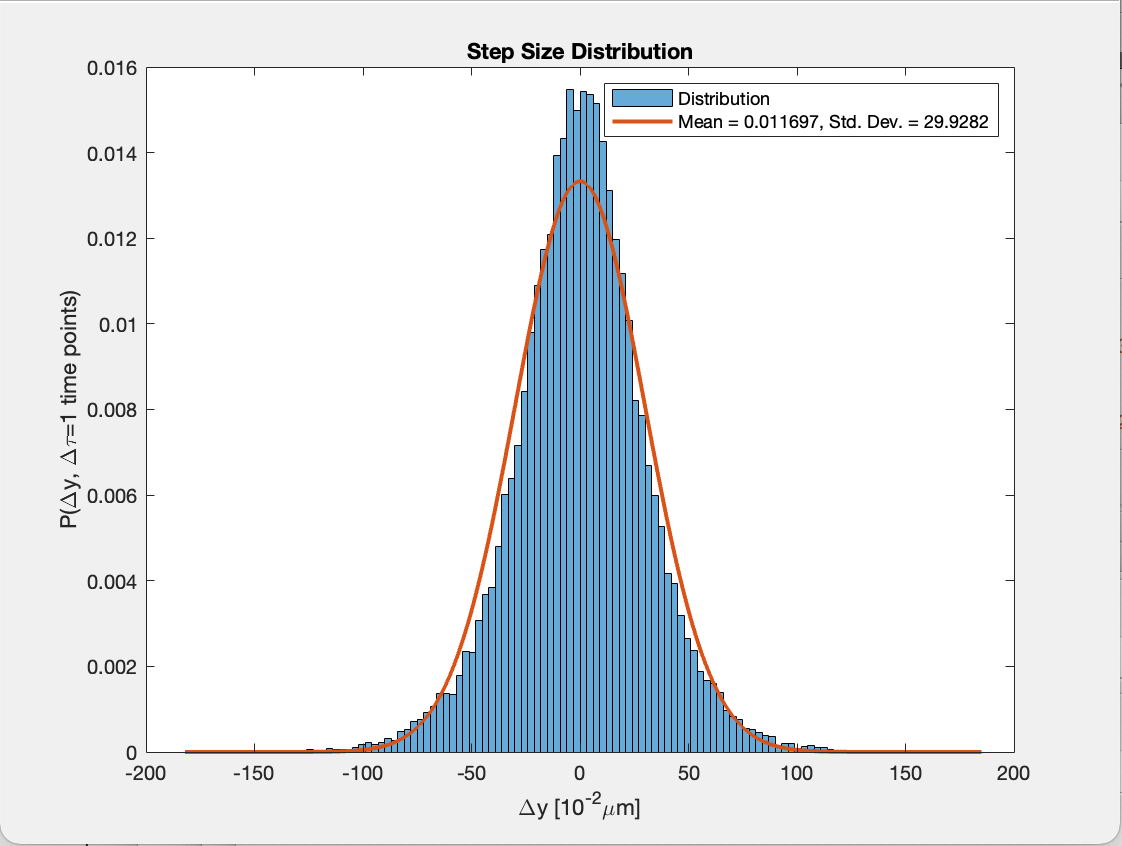 Step Size Distribution
0.016
0.014
0.012
0.01
0.008
0.006
0.004
0.002
0
P(Δy, Δτ=1 time points)
Distribution
Mean = 0.011697, Std. Dev. = 29.9282
-200 -150 -100 -50 0 50 100 150 200
Δy [10⁻²μm]